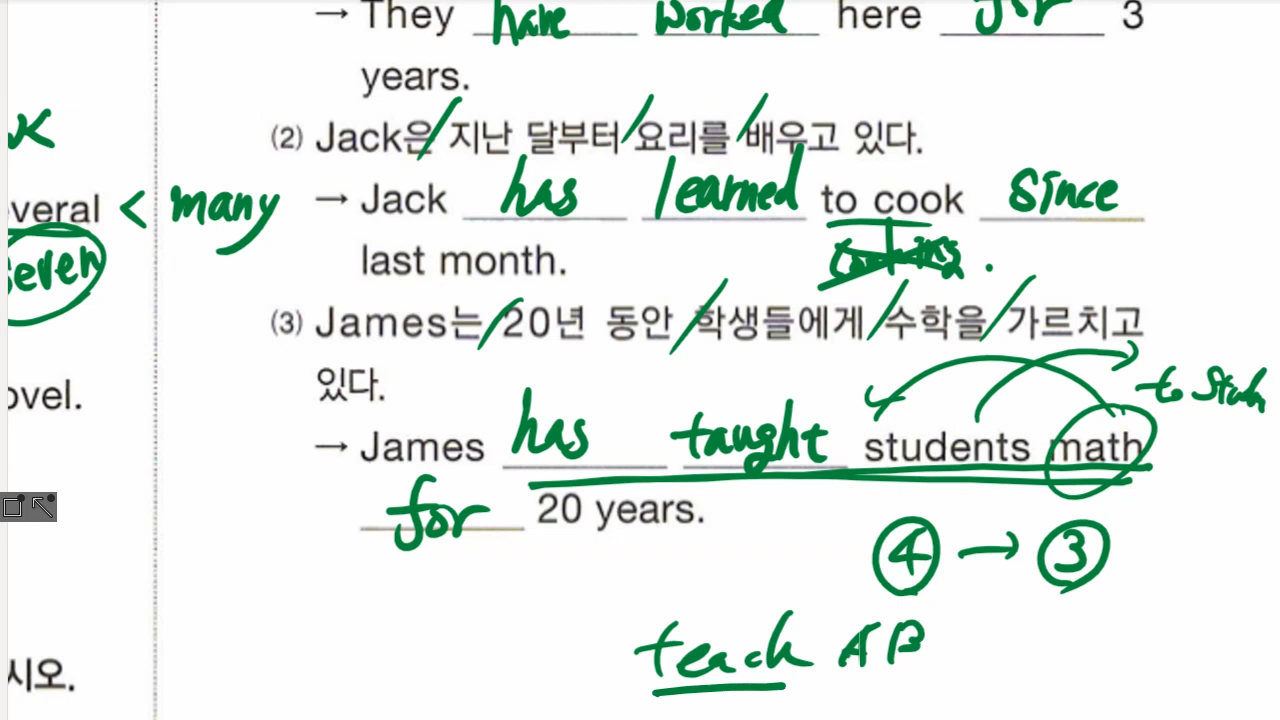 → They have worked here for 3
years.
(2) Jack은 / 지난 달부터 / 요리를 / 배우고 있다.
→ Jack has learned to cook since
last month.
(3) James는 / 20년 동안 / 학생들에게 / 수학을 / 가르치고
있다.
→ James has taught students math
for 20 years.
④ → ③
teach A B
K
veral < many
seven
ovel.
시오.